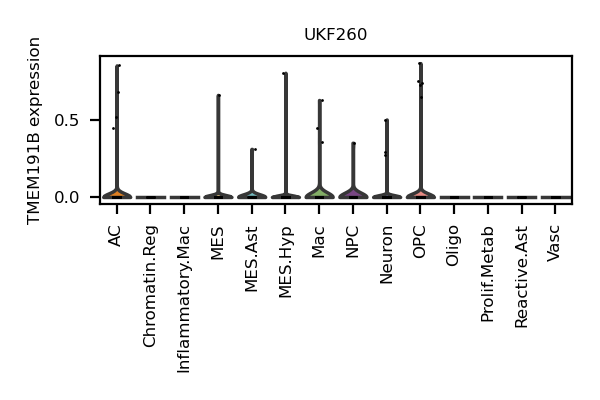 UKF260
TMEM191B expression
0.5
0.0
AC
Chromatin.Reg
Inflammatory.Mac
MES
MES.Ast
MES.Hyp
Mac
NPC
Neuron
OPC
Oligo
Prolif.Metab
Reactive.Ast
Vasc